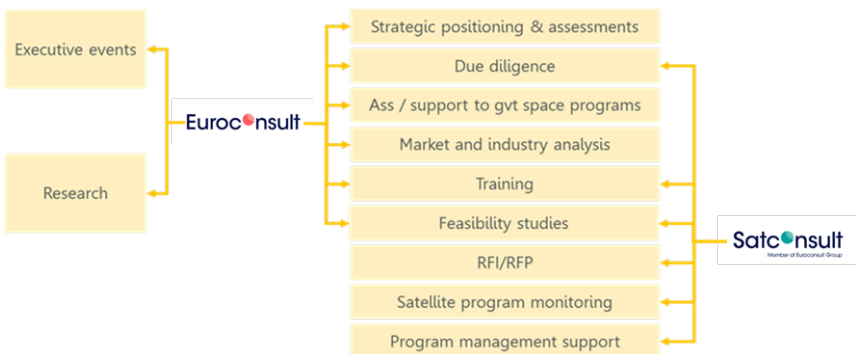 Executive events
Research
Euroconsult
Strategic positioning & assessments
Due diligence
Ass / support to gvt space programs
Market and industry analysis
Training
Feasibility studies
RFI/RFP
Satellite program monitoring
Program management support
Satconsult
Member of Euroconsult Group